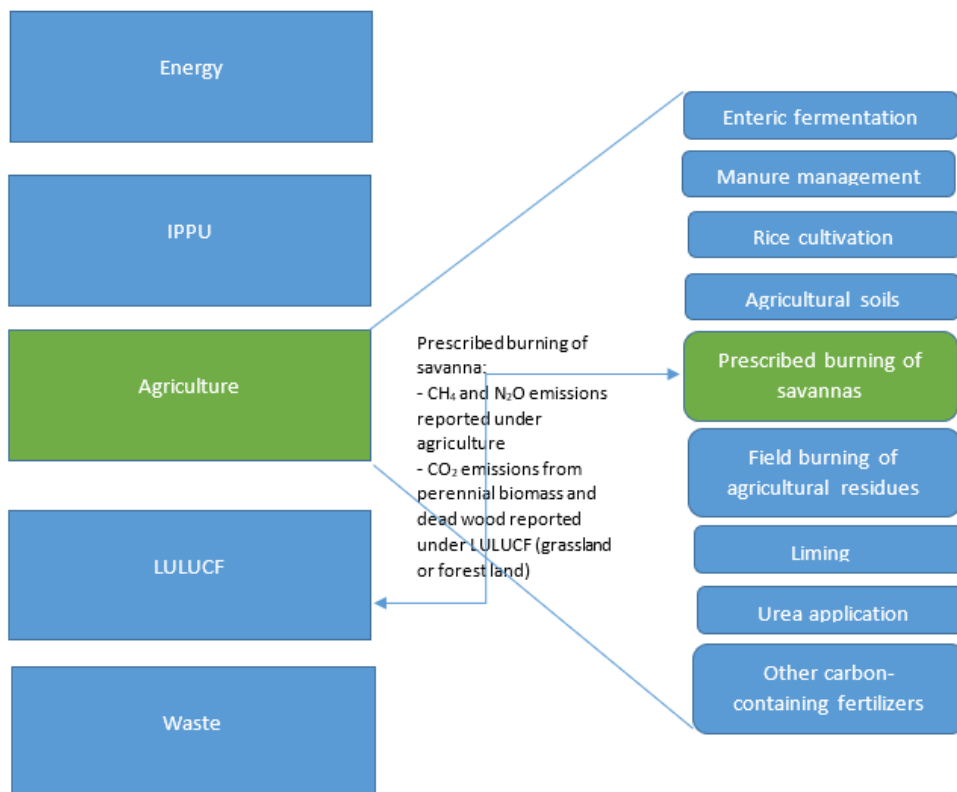 Energy
IPPU
Agriculture
LULUCF
Waste
Prescribed burning of
savanna:
- CH₄ and N₂O emissions
reported under
agriculture
- CO₂ emissions from
perennial biomass and
dead wood reported
under LULUCF (grassland
or forest land)
Enteric fermentation
Manure management
Rice cultivation
Agricultural soils
Prescribed burning of
savannas
Field burning of
agricultural residues
Liming
Urea application
Other carbon-
containing fertilizers